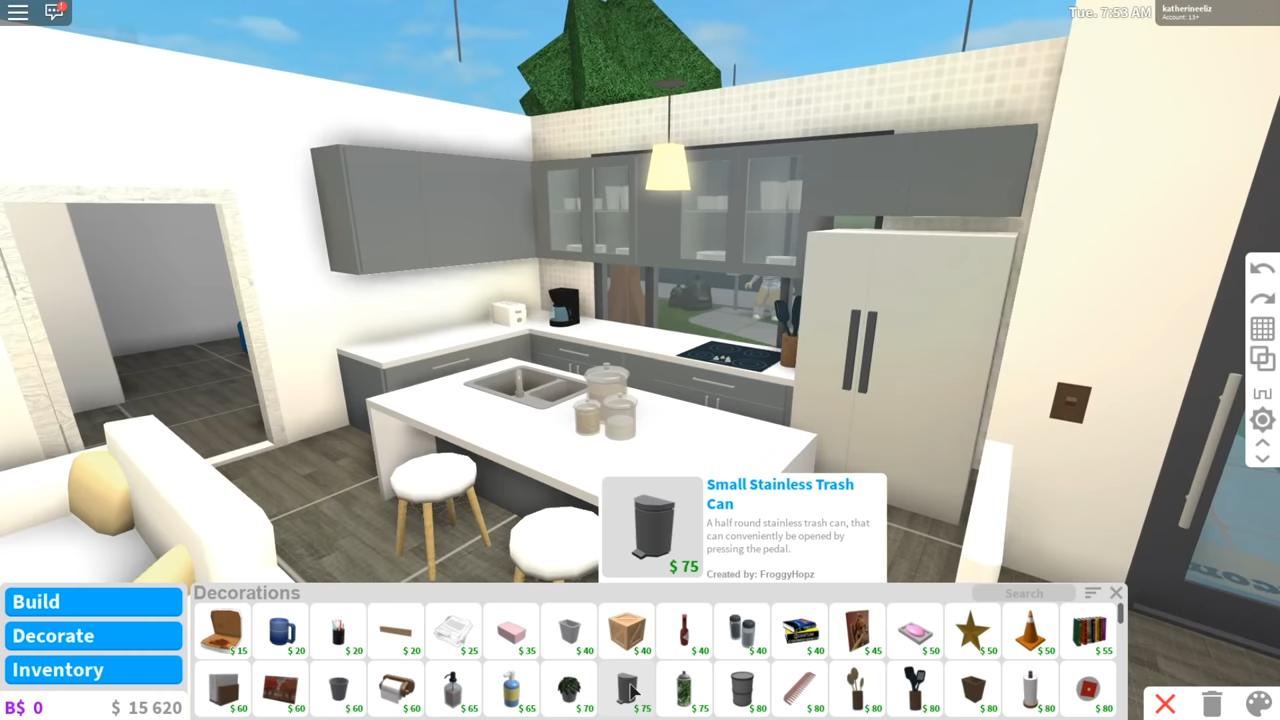 Tue. 7:53 AM
katherineeliz
Account: 13+
Small Stainless Trash
Can
A half round stainless trash can, that
can conveniently be opened by
pressing the pedal.
$ 75
Created by: FroggyHopz
Decorations
Search
Build
Decorate
Inventory
B$ 0
$ 15 620
$ 15
$ 20
$ 20
$ 20
$ 25
$ 35
$ 40
$ 40
$ 40
$ 40
$ 40
$ 45
$ 50
$ 50
$ 50
$ 55
$ 60
$ 60
$ 60
$ 60
$ 65
$ 65
$ 70
$ 75
$ 75
$ 80
$ 80
$ 80
$ 80
$ 80
$ 80
$ 80